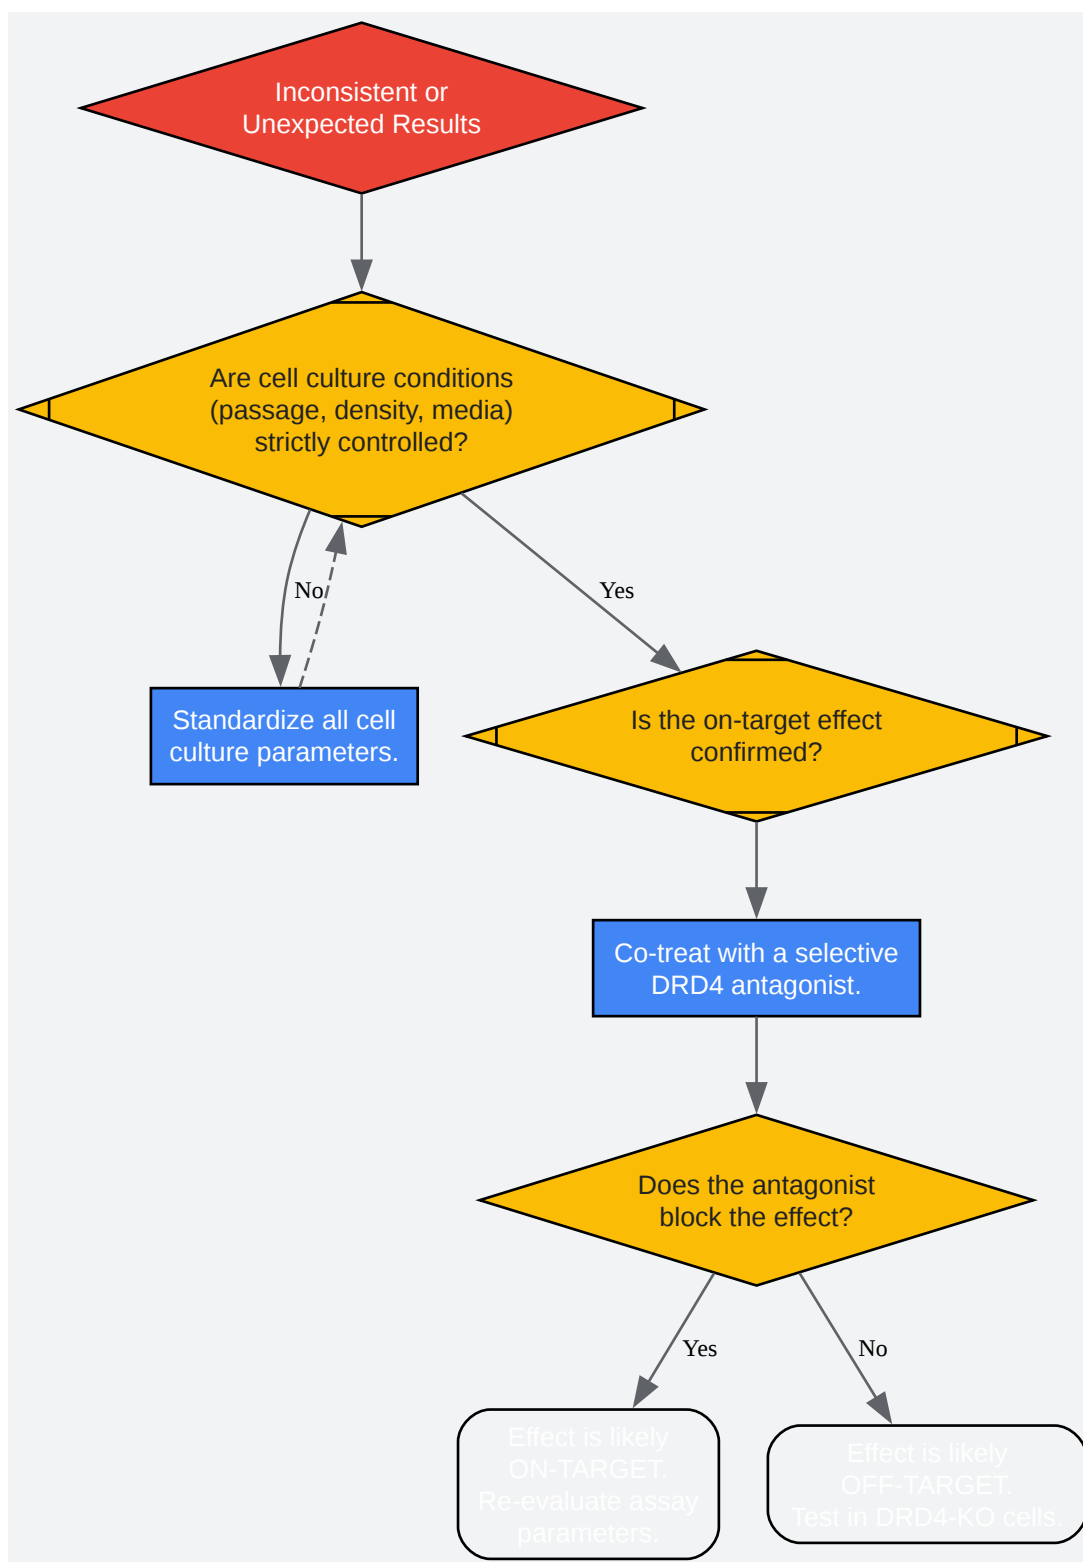 Inconsistent or
Unexpected Results
Are cell culture conditions
(passage, density, media)
strictly controlled?
No
Yes
Standardize all cell
culture parameters.
Is the on-target effect
confirmed?
Co-treat with a selective
DRD4 antagonist.
Does the antagonist
block the effect?
Yes
No
Effect is likely
ON-TARGET.
Re-evaluate assay
parameters.
Effect is likely
OFF-TARGET.
Test in DRD4-KO cells.